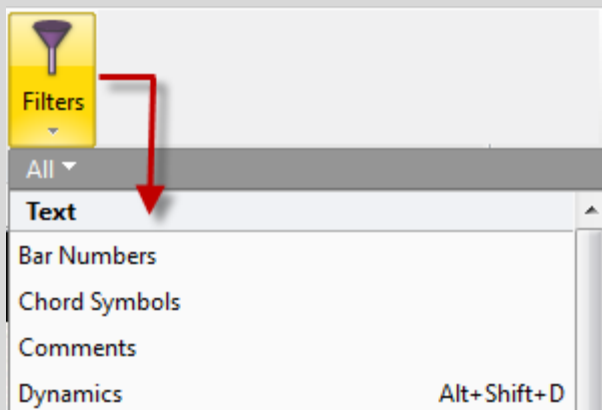 Filters
All
Text
Bar Numbers
Chord Symbols
Comments
Dynamics Alt+Shift+D